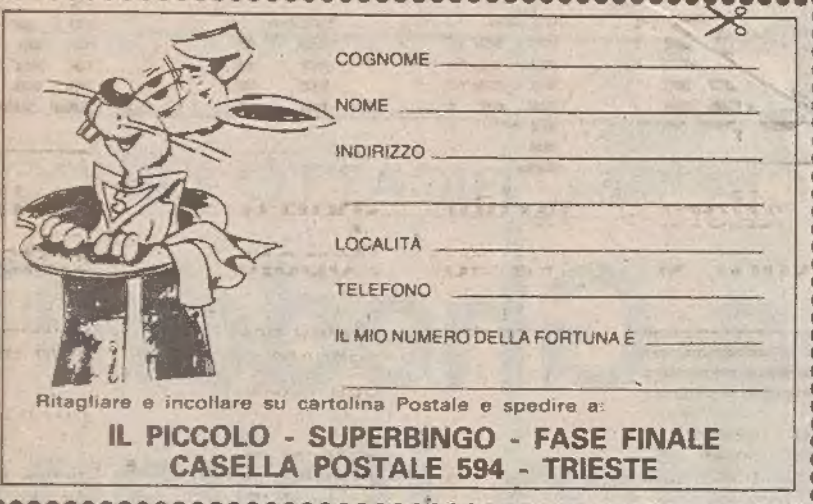 COGNOME
NOME
INDIRIZZO
LOCALITÀ
TELEFONO
IL MIO NUMERO DELLA FORTUNA È
Ritagliare e incollare su cartolina Postale e spedire a:
IL PICCOLO - SUPERBINGO - FASE FINALE
CASELLA POSTALE 594 - TRIESTE